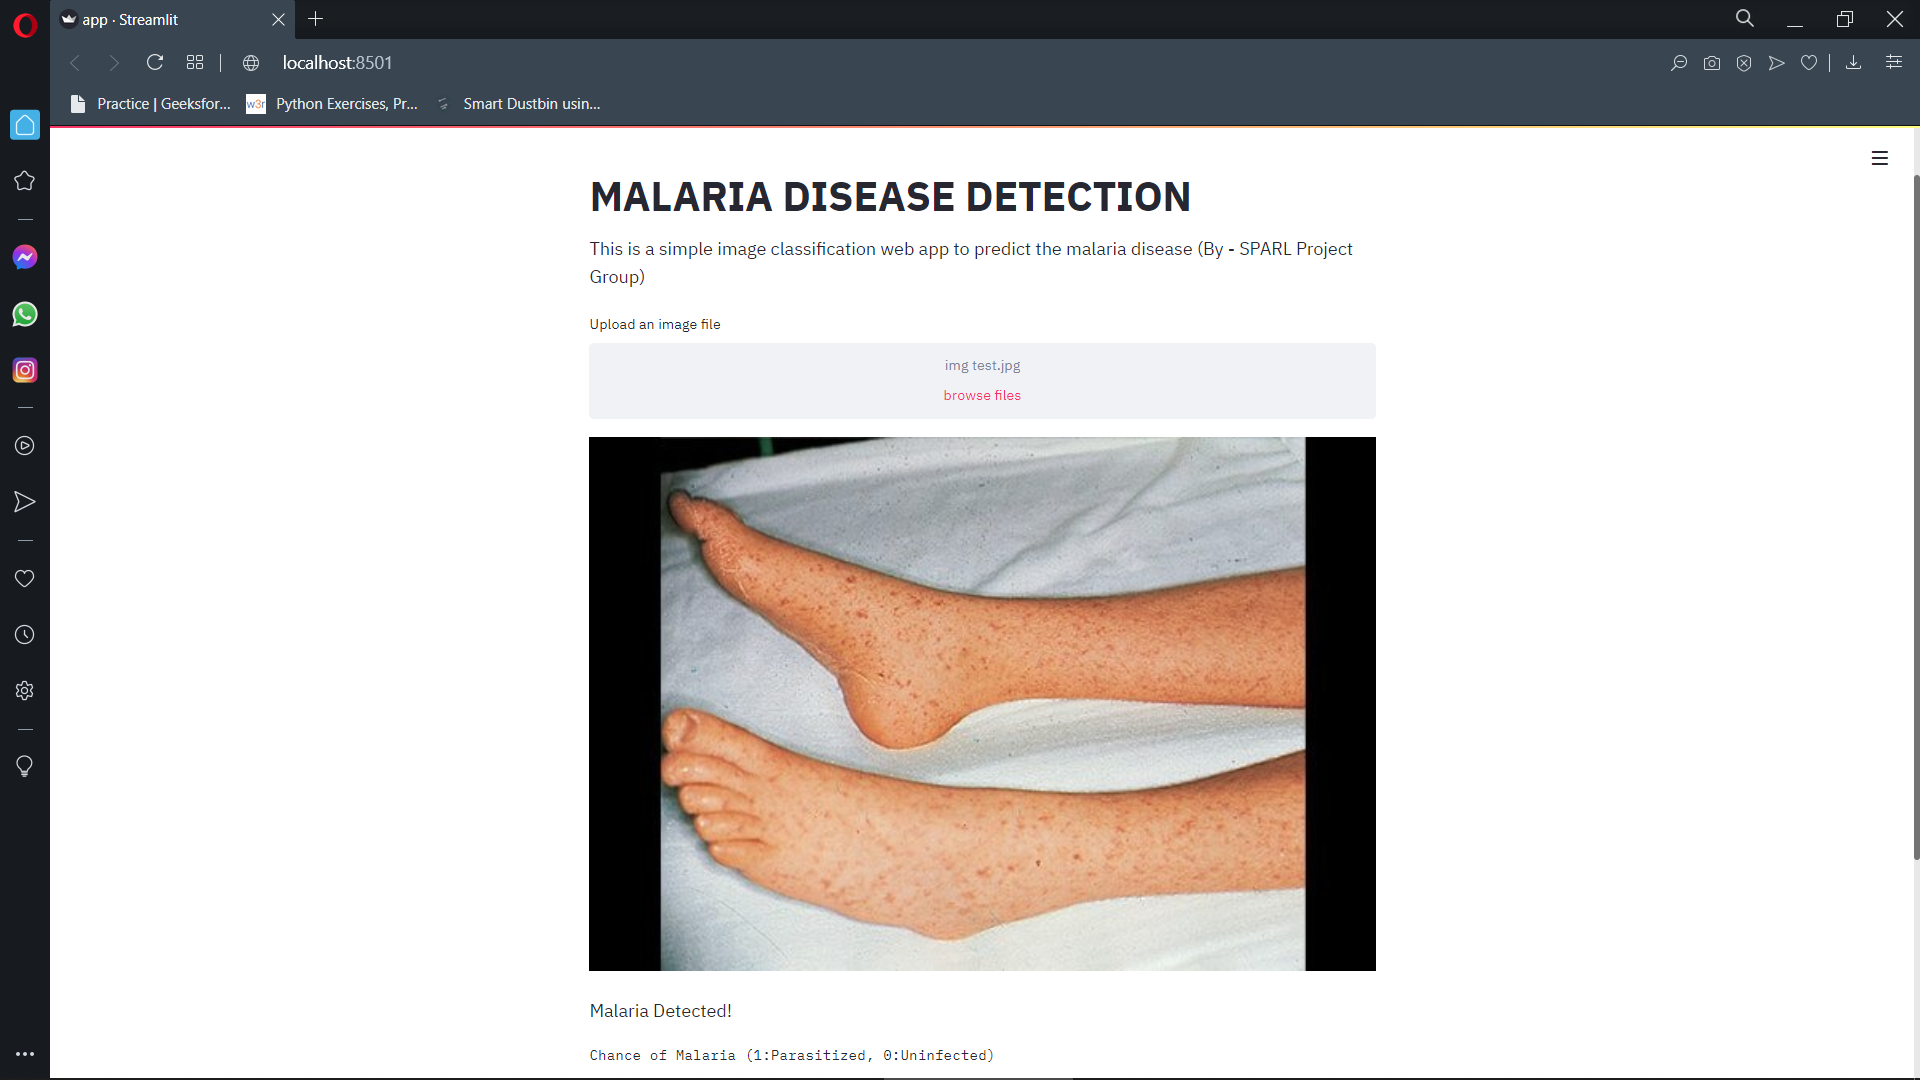 app · Streamlit
localhost:8501
Practice | Geeksfor...
w3r Python Exercises, Pr...
Smart Dustbin usin...
MALARIA DISEASE DETECTION
This is a simple image classification web app to predict the malaria disease (By - SPARL Project
Group)
Upload an image file
img test.jpg
browse files
Malaria Detected!
Chance of Malaria (1:Parasitized, 0:Uninfected)